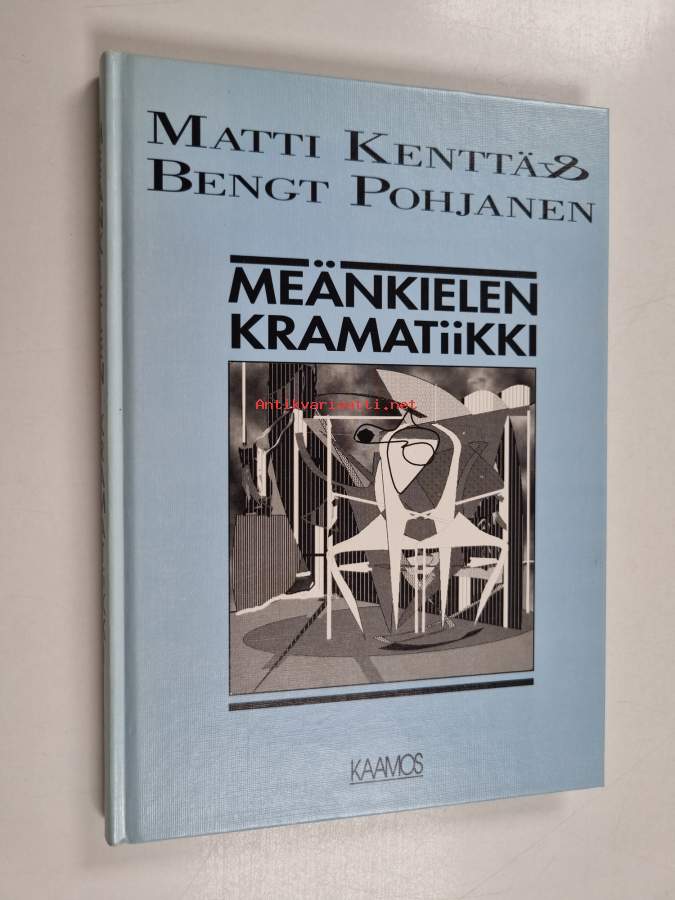 MATTI KENTTÄ &
BENGT POHJANEN
MEÄNKIELEN
KRAMATiiKKI
Antikvariaatti.net
KAAMOS